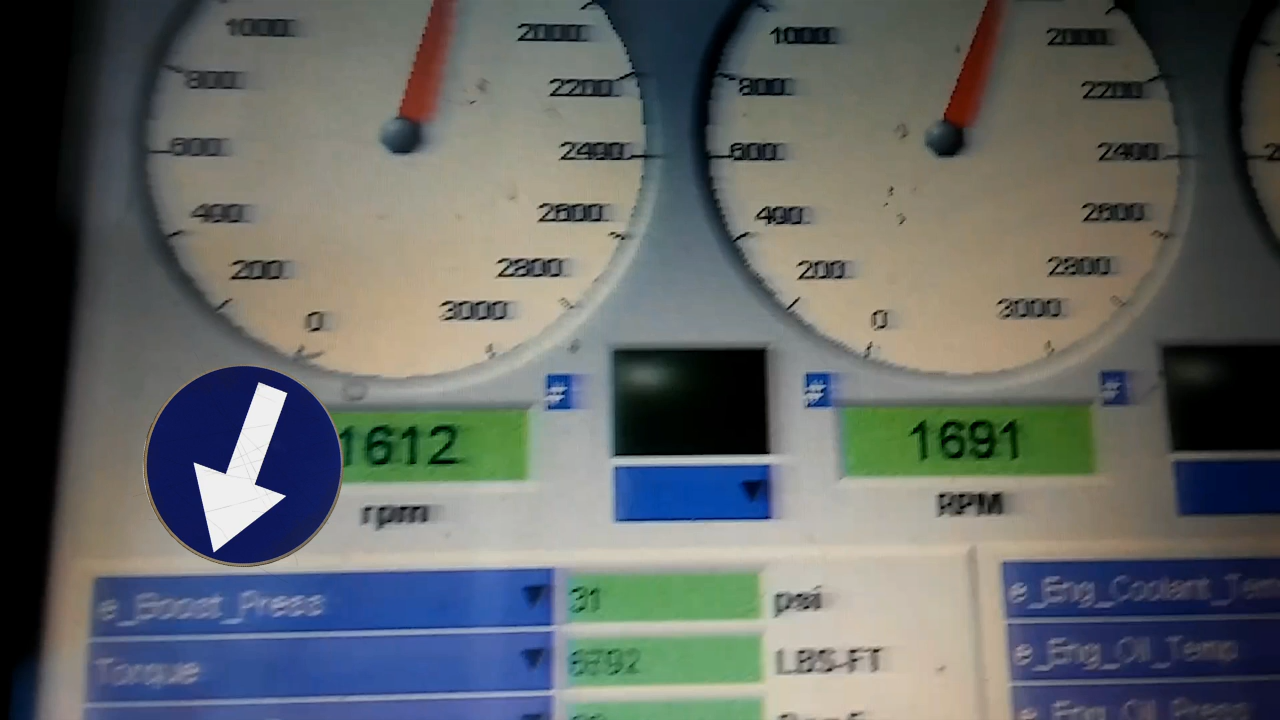 1000 2000 1000 2000
800 2200 800 2200
600 2400 600 2400
400 2600 400 2600
200 2800 200 2800
0 3000 0 3000
# # #
1612 1691
rpm RPM
e_Boost_Press 31 psi e_Eng_Coolant_Tem
Torque LBS-FT e_Eng_Oil_Temp
e_Eng_Oil_Press